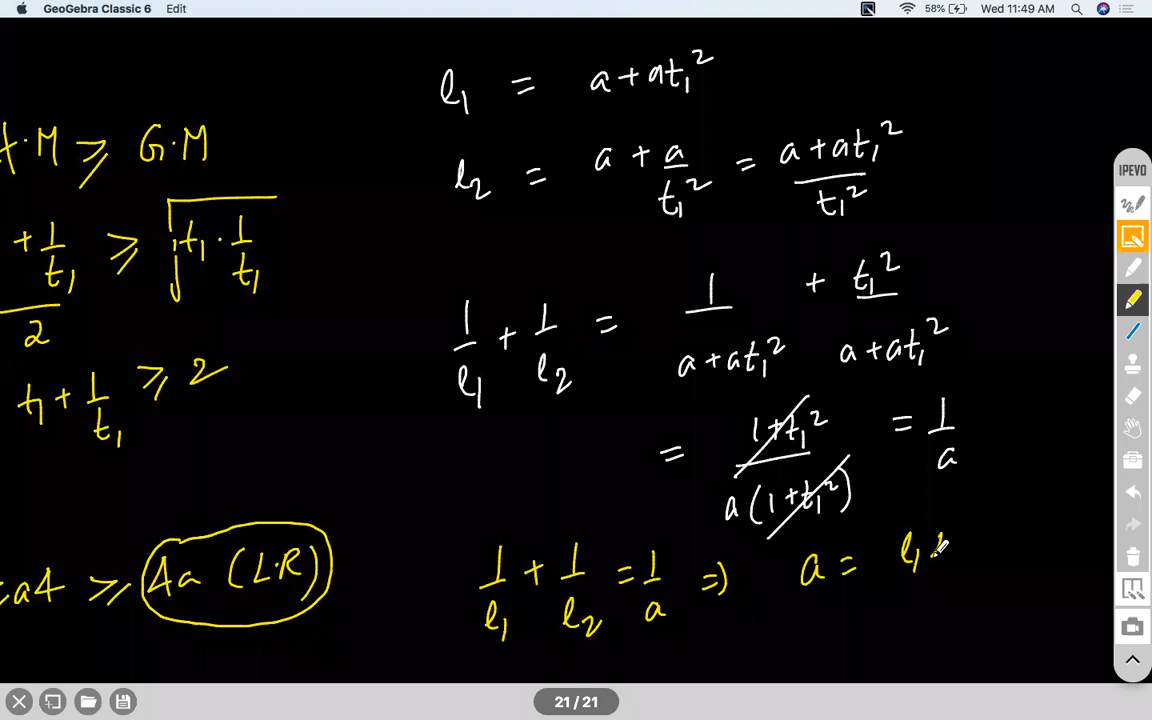 GeoGebra Classic 6 Edit 58% Wed 11:49 AM
IPEVO
A·M ⩾ G·M
+ 1/t₁ ⩾ √(t₁ · 1/t₁)
2
t₁ + 1/t₁ ⩾ 2
a4 ⩾ 4a (L·R)
l₁ = a + at₁²
l₂ = a + a/t₁² = (a + at₁²)/t₁²
1/l₁ + 1/l₂ = 1/(a + at₁²) + t₁²/(a + at₁²)
= (1 + t₁²)/(a(1 + t₁²)) = 1/a
1/l₁ + 1/l₂ = 1/a ⇒ a = l₁
21 / 21